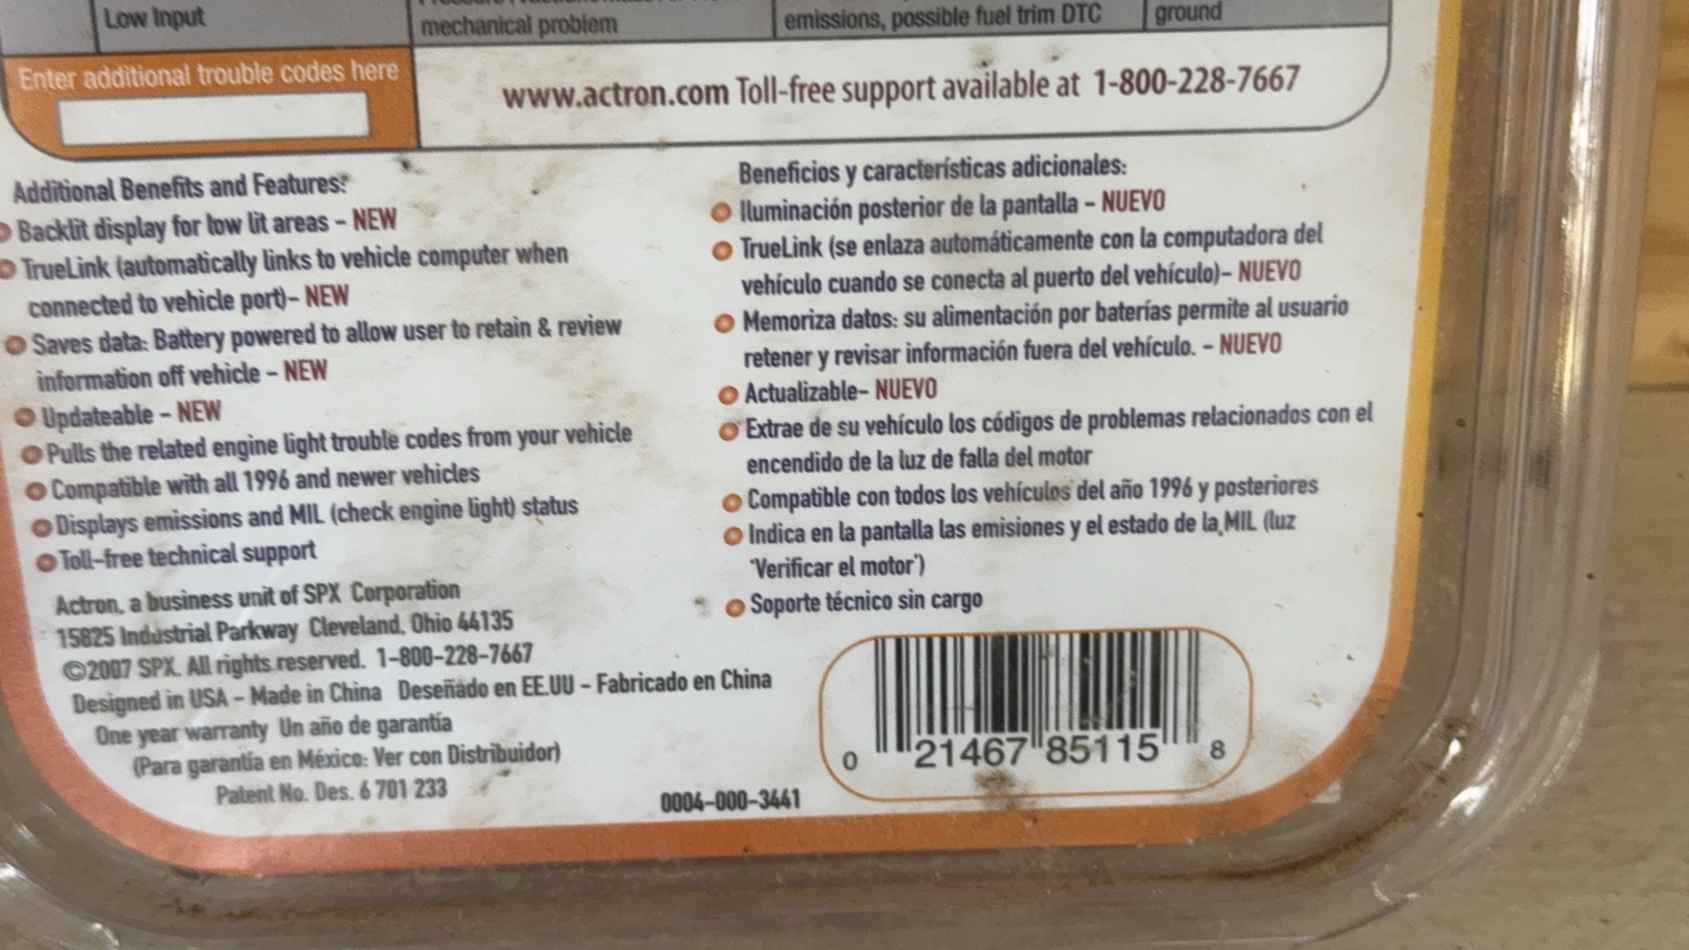 Low Input
mechanical problem
emissions, possible fuel trim DTC
ground
Enter additional trouble codes here
www.actron.com Toll-free support available at 1-800-228-7667
Additional Benefits and Features:
Backlit display for low lit areas – NEW
TrueLink (automatically links to vehicle computer when
connected to vehicle port)– NEW
Saves data: Battery powered to allow user to retain & review
information off vehicle – NEW
Updateable – NEW
Pulls the related engine light trouble codes from your vehicle
Compatible with all 1996 and newer vehicles
Displays emissions and MIL (check engine light) status
Toll-free technical support
Actron, a business unit of SPX Corporation
15825 Industrial Parkway Cleveland, Ohio 44135
©2007 SPX. All rights reserved. 1-800-228-7667
Designed in USA – Made in China Deseñado en EE.UU – Fabricado en China
One year warranty Un año de garantía
(Para garantía en México: Ver con Distribuidor)
Patent No. Des. 6 701 233
0004-000-3441
Beneficios y características adicionales:
Iluminación posterior de la pantalla – NUEVO
TrueLink (se enlaza automáticamente con la computadora del
vehículo cuando se conecta al puerto del vehículo)– NUEVO
Memoriza datos: su alimentación por baterías permite al usuario
retener y revisar información fuera del vehículo. – NUEVO
Actualizable– NUEVO
Extrae de su vehículo los códigos de problemas relacionados con el
encendido de la luz de falla del motor
Compatible con todos los vehículos del año 1996 y posteriores
Indica en la pantalla las emisiones y el estado de la MIL (luz
'Verificar el motor')
Soporte técnico sin cargo
0 21467 85115 8